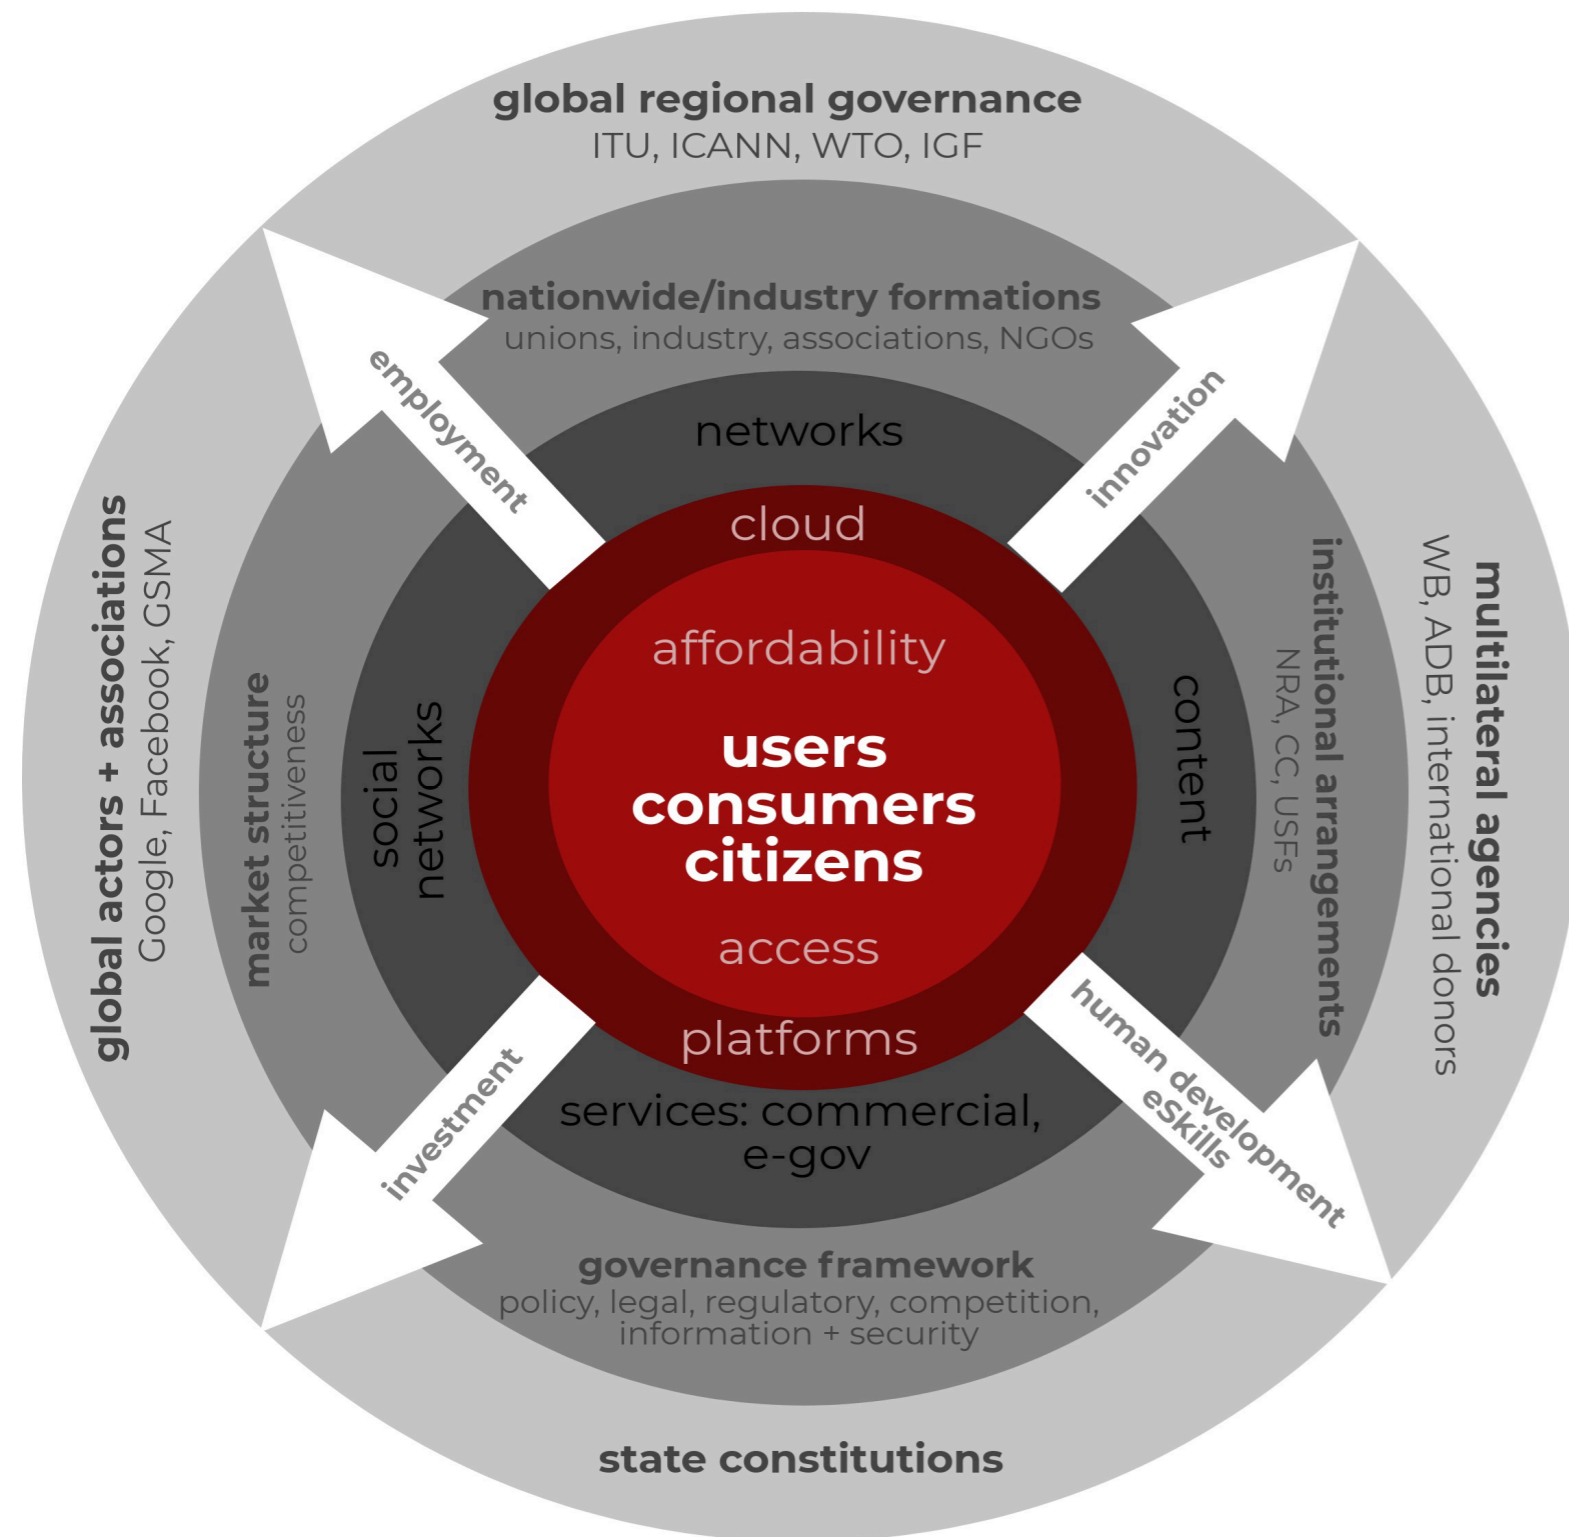 global regional governance
ITU, ICANN, WTO, IGF
nationwide/industry formations
unions, industry, associations, NGOs
networks
employment
innovation
cloud
affordability
users
consumers
citizens
access
platforms
global actors + associations
Google, Facebook, GSMA
market structure
competitiveness
social
networks
content
institutional arrangements
NRA, CC, USFs
multilateral agencies
WB, ADB, international donors
investment
human development
eSkills
services: commercial,
e-gov
governance framework
policy, legal, regulatory, competition,
information + security
state constitutions